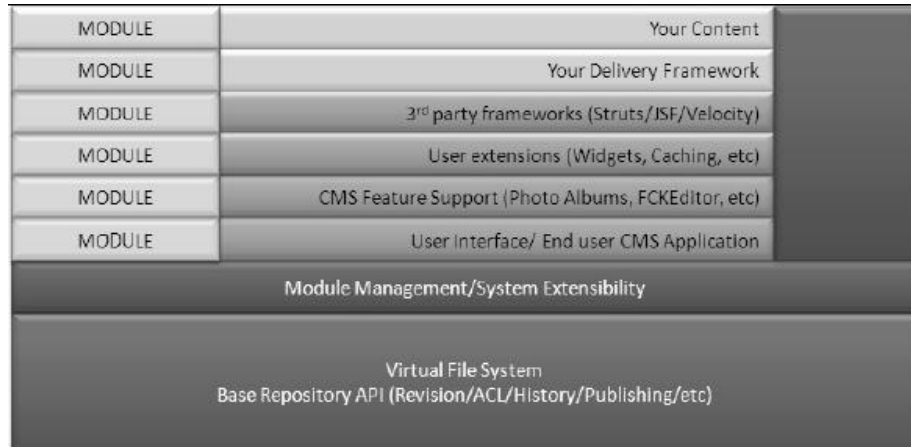 MODULE Your Content
MODULE Your Delivery Framework
MODULE 3rd party frameworks (Struts/JSF/Velocity)
MODULE User extensions (Widgets, Caching, etc)
MODULE CMS Feature Support (Photo Albums, FCKEditor, etc)
MODULE User Interface/ End user CMS Application
Module Management/System Extensibility
Virtual File System
Base Repository API (Revision/ACL/History/Publishing/etc)